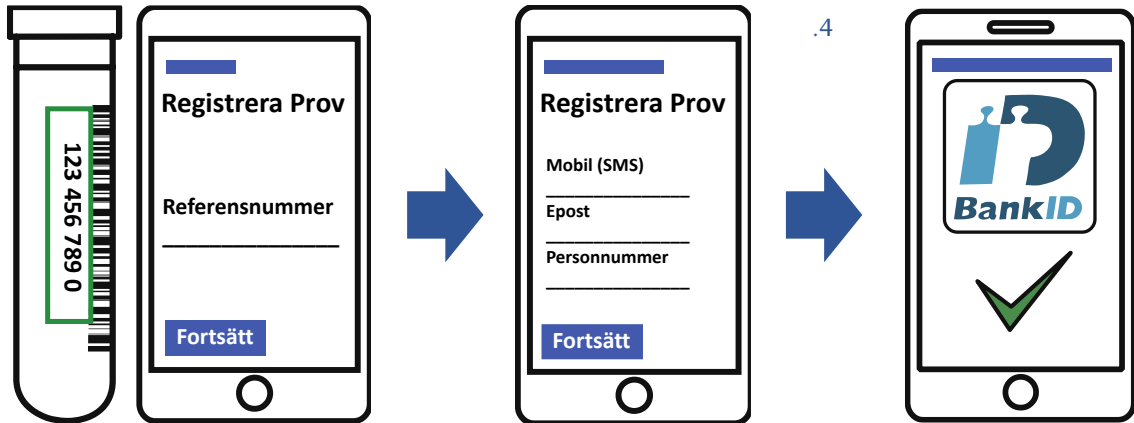 123 456 789 0
Registrera Prov
Referensnummer
Fortsätt
Registrera Prov
Mobil (SMS)
Epost
Personnummer
Fortsätt
.4
BankID